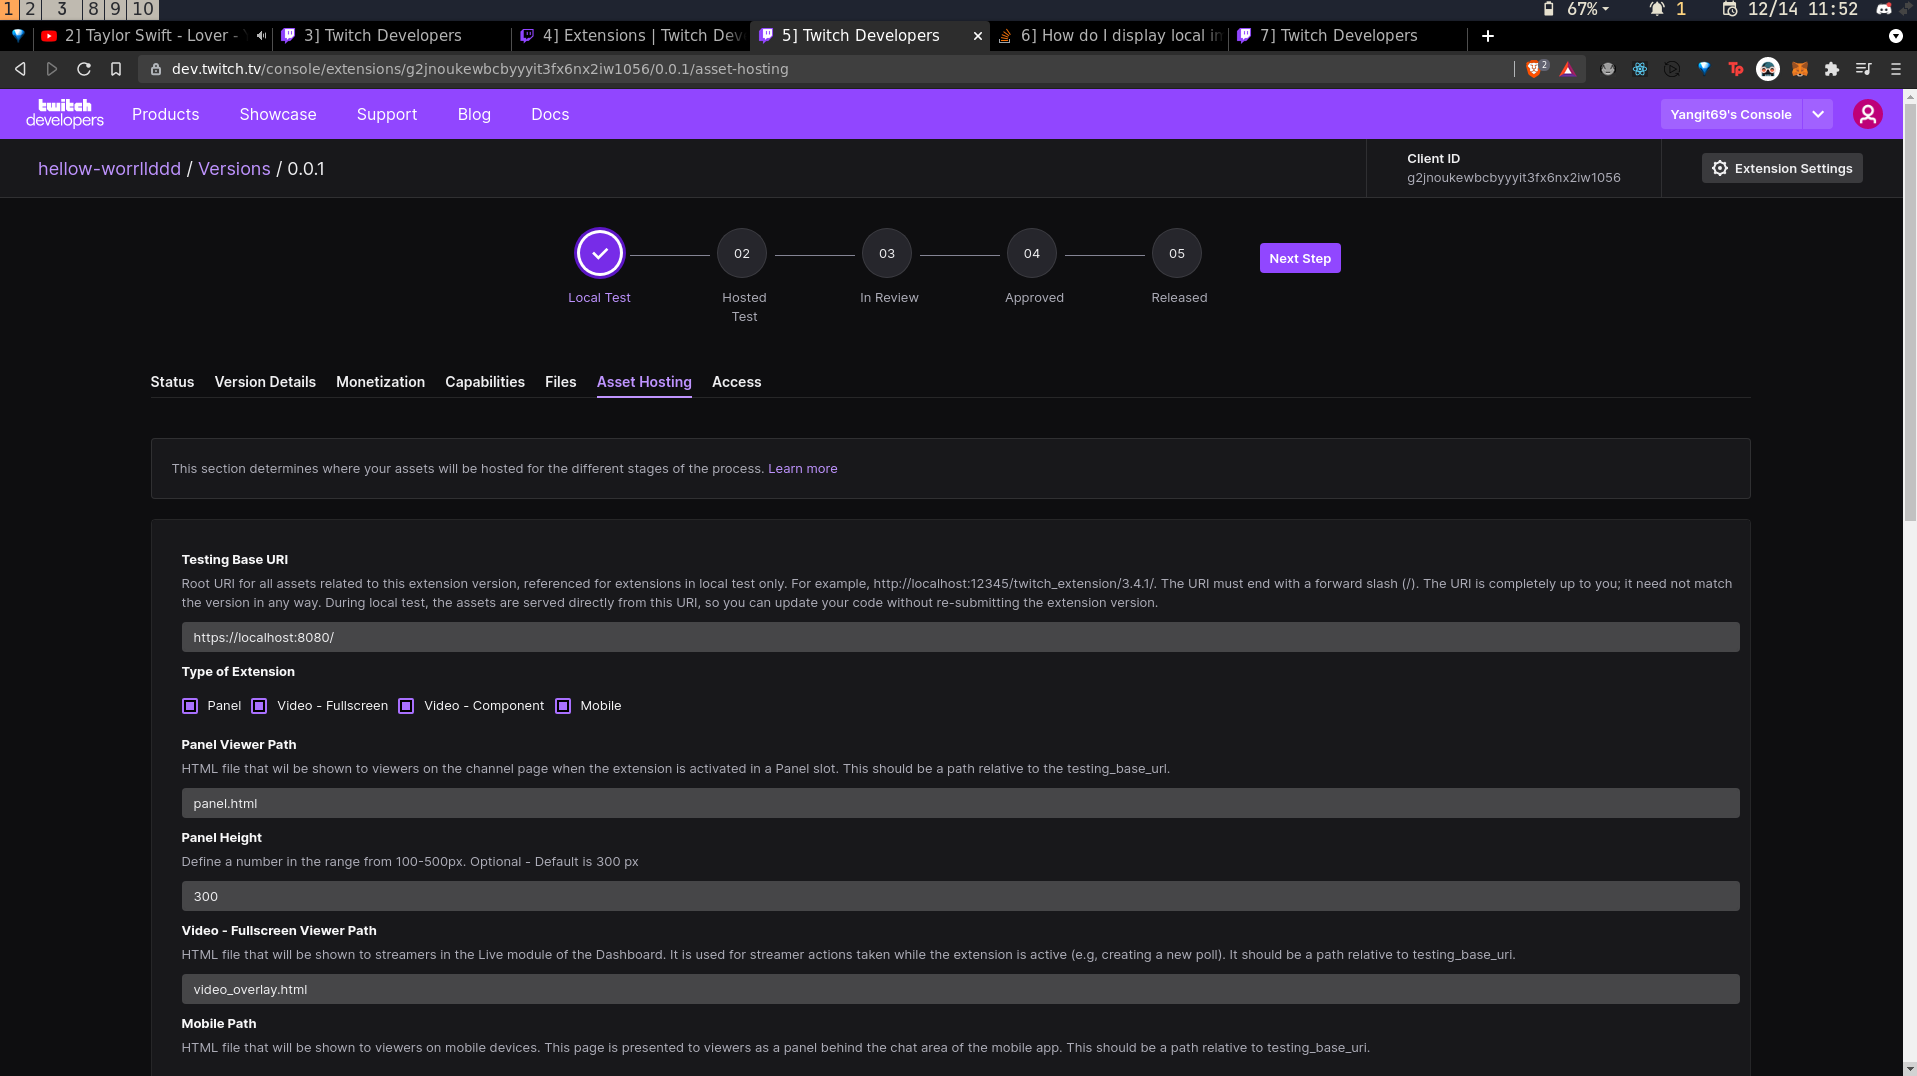 1 2 3 8 9 10 67% 1 12/14 11:52
2] Taylor Swift - Lover - 3] Twitch Developers 4] Extensions | Twitch Dev 5] Twitch Developers 6] How do I display local in 7] Twitch Developers
dev.twitch.tv/console/extensions/g2jnoukewbcbyyyit3fx6nx2iw1056/0.0.1/asset-hosting 2 Tp
twitch
developers
Products Showcase Support Blog Docs Yangit69's Console
hellow-worrllddd / Versions / 0.0.1
Client ID
g2jnoukewbcbyyyit3fx6nx2iw1056
Extension Settings
02 03 04 05 Next Step
Local Test Hosted Test In Review Approved Released
Status Version Details Monetization Capabilities Files Asset Hosting Access
This section determines where your assets will be hosted for the different stages of the process. Learn more
Testing Base URI
Root URI for all assets related to this extension version, referenced for extensions in local test only. For example, http://localhost:12345/twitch_extension/3.4.1/. The URI must end with a forward slash (/). The URI is completely up to you; it need not match
the version in any way. During local test, the assets are served directly from this URI, so you can update your code without re-submitting the extension version.
https://localhost:8080/
Type of Extension
Panel Video - Fullscreen Video - Component Mobile
Panel Viewer Path
HTML file that wil be shown to viewers on the channel page when the extension is activated in a Panel slot. This should be a path relative to the testing_base_url.
panel.html
Panel Height
Define a number in the range from 100-500px. Optional - Default is 300 px
300
Video - Fullscreen Viewer Path
HTML file that will be shown to streamers in the Live module of the Dashboard. It is used for streamer actions taken while the extension is active (e.g, creating a new poll). It should be a path relative to testing_base_uri.
video_overlay.html
Mobile Path
HTML file that will be shown to viewers on mobile devices. This page is presented to viewers as a panel behind the chat area of the mobile app. This should be a path relative to testing_base_uri.